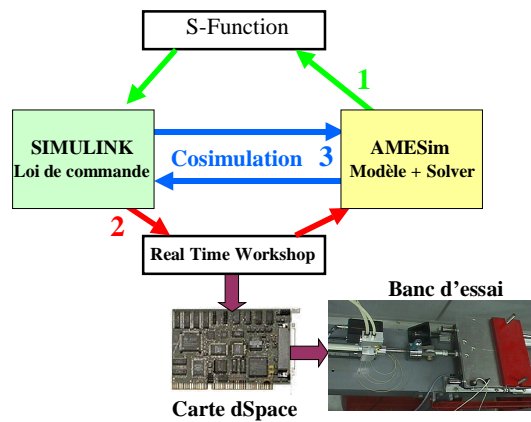 S-Function
1
SIMULINK
Loi de commande
Cosimulation
3
AMESim
Modèle + Solver
2
Real Time Workshop
Banc d'essai
Carte dSpace